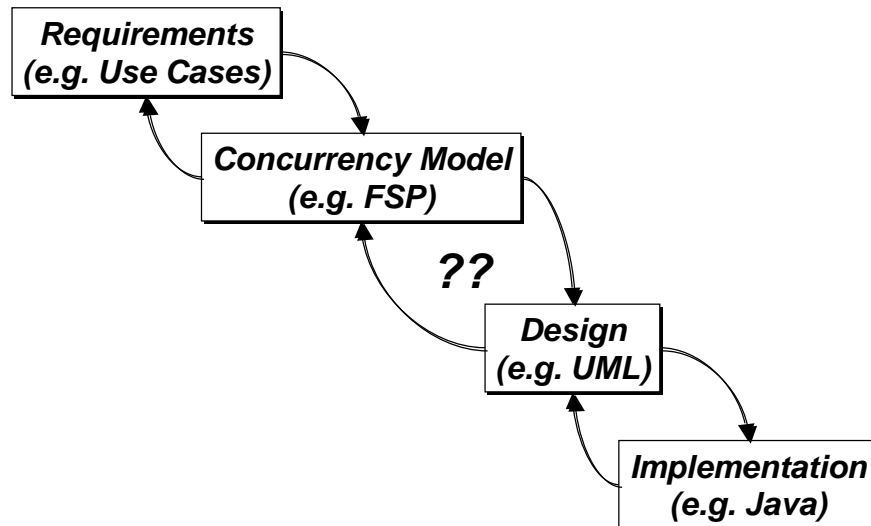 Requirements
(e.g. Use Cases)
Concurrency Model
(e.g. FSP)
??
Design
(e.g. UML)
Implementation
(e.g. Java)